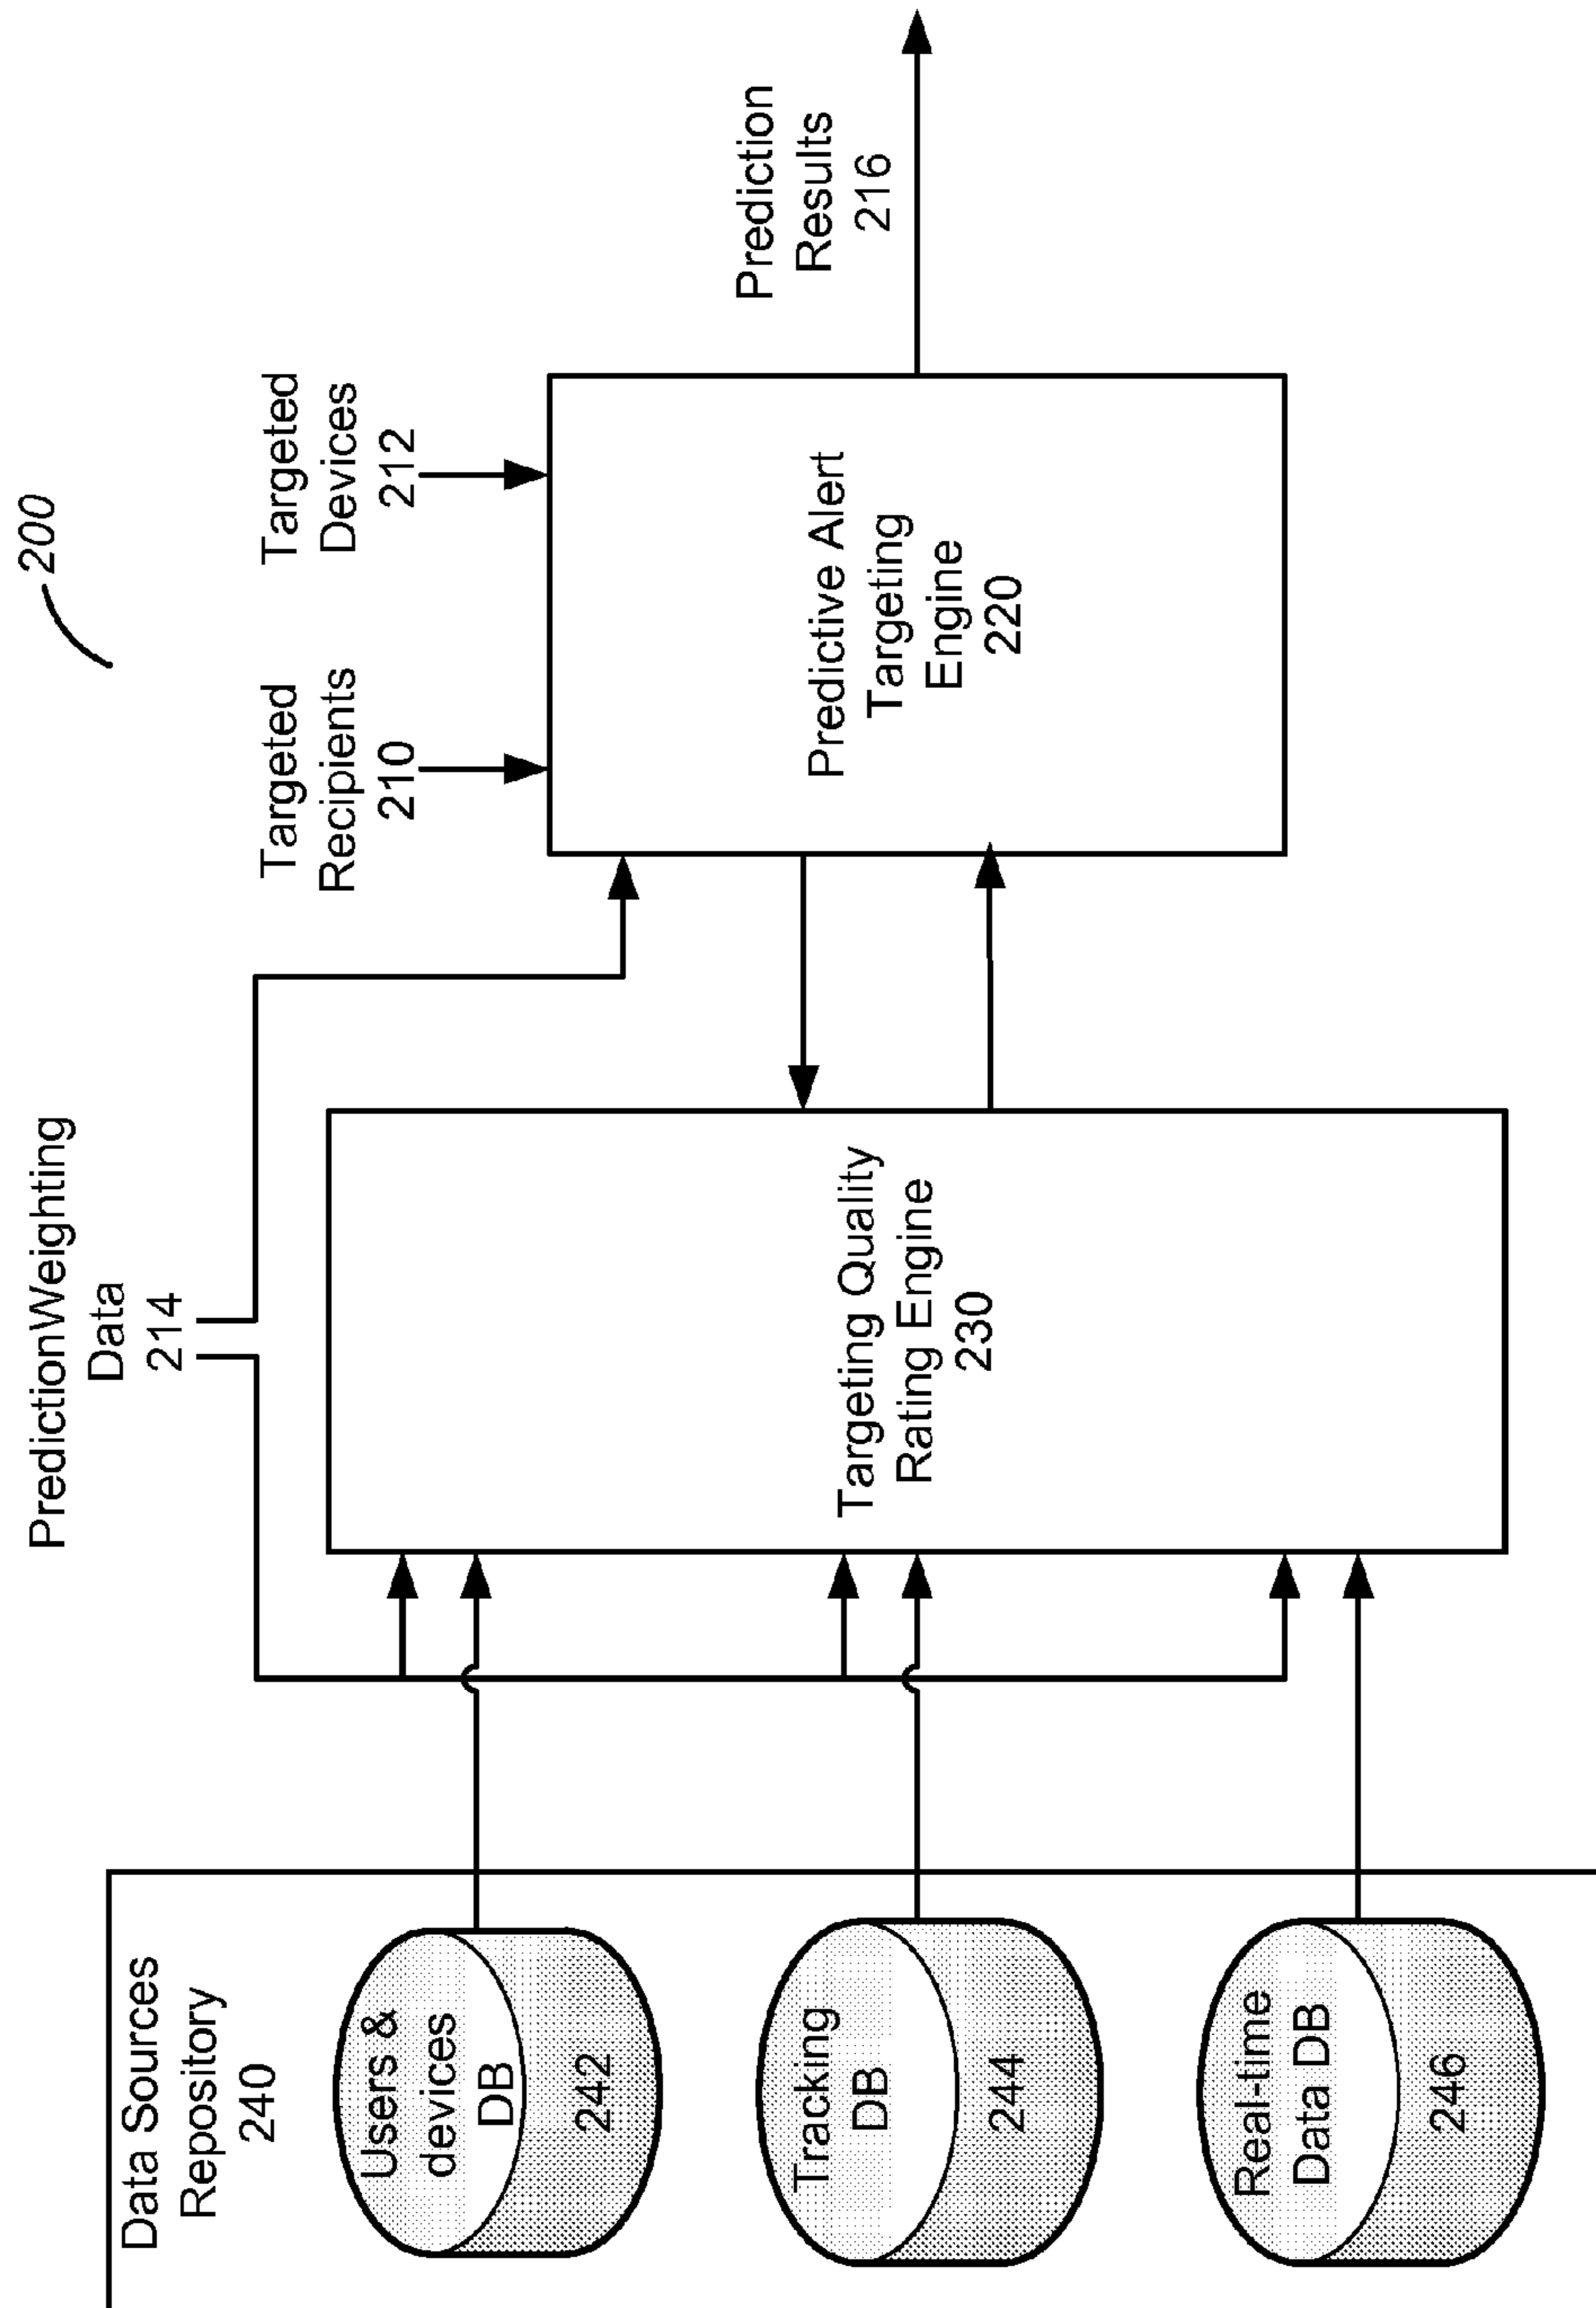 200
PredictionWeighting
Data
214
Targeted
Recipients
210
Targeted
Devices
212
Data Sources
Repository
240
Users &
devices
DB
242
Tracking
DB
244
Real-time
Data DB
246
Targeting Quality
Rating Engine
230
Predictive Alert
Targeting
Engine
220
Prediction
Results
216